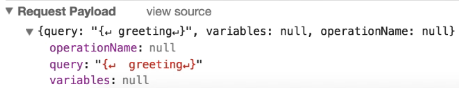 ▼ Request Payload view source
▼ {query: "{↵ greeting↵}", variables: null, operationName: null}
operationName: null
query: "{↵  greeting↵}"
variables: null